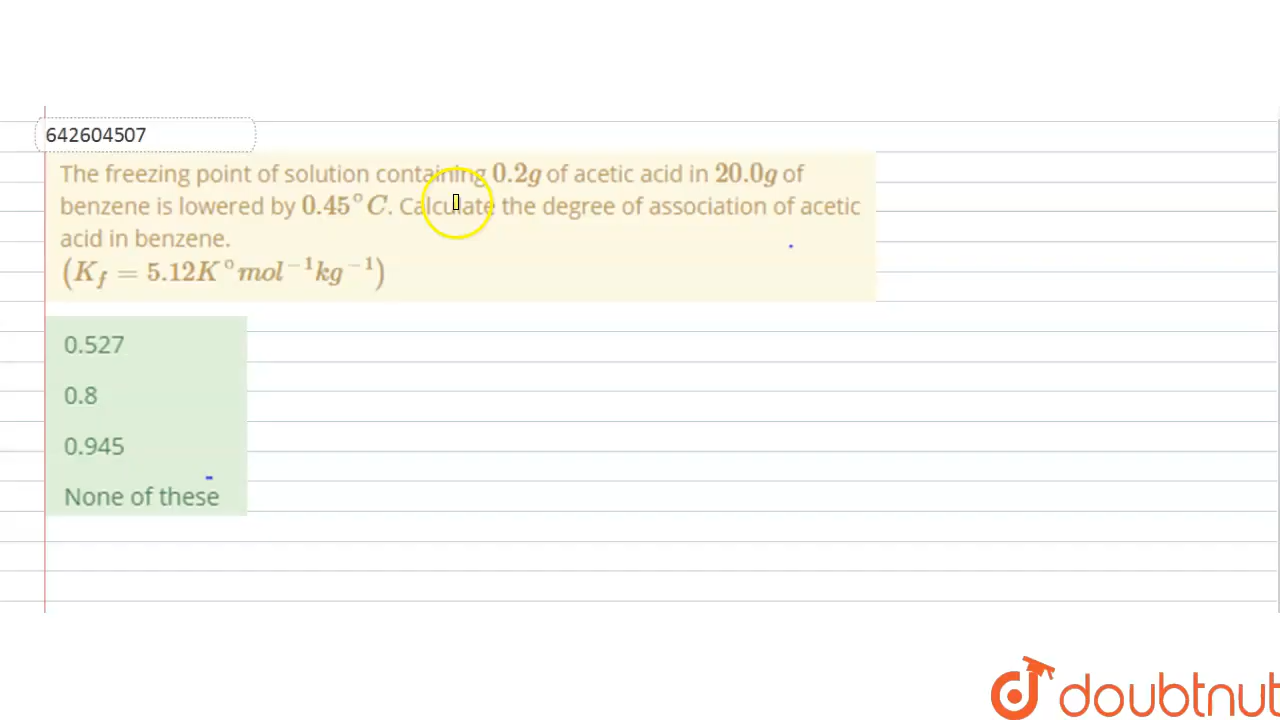 642604507
The freezing point of solution containing 0.2g of acetic acid in 20.0g of
benzene is lowered by 0.45°C. Calculate the degree of association of acetic
acid in benzene.
(K_f = 5.12K°mol⁻¹kg⁻¹)
0.527
0.8
0.945
None of these
doubtnut